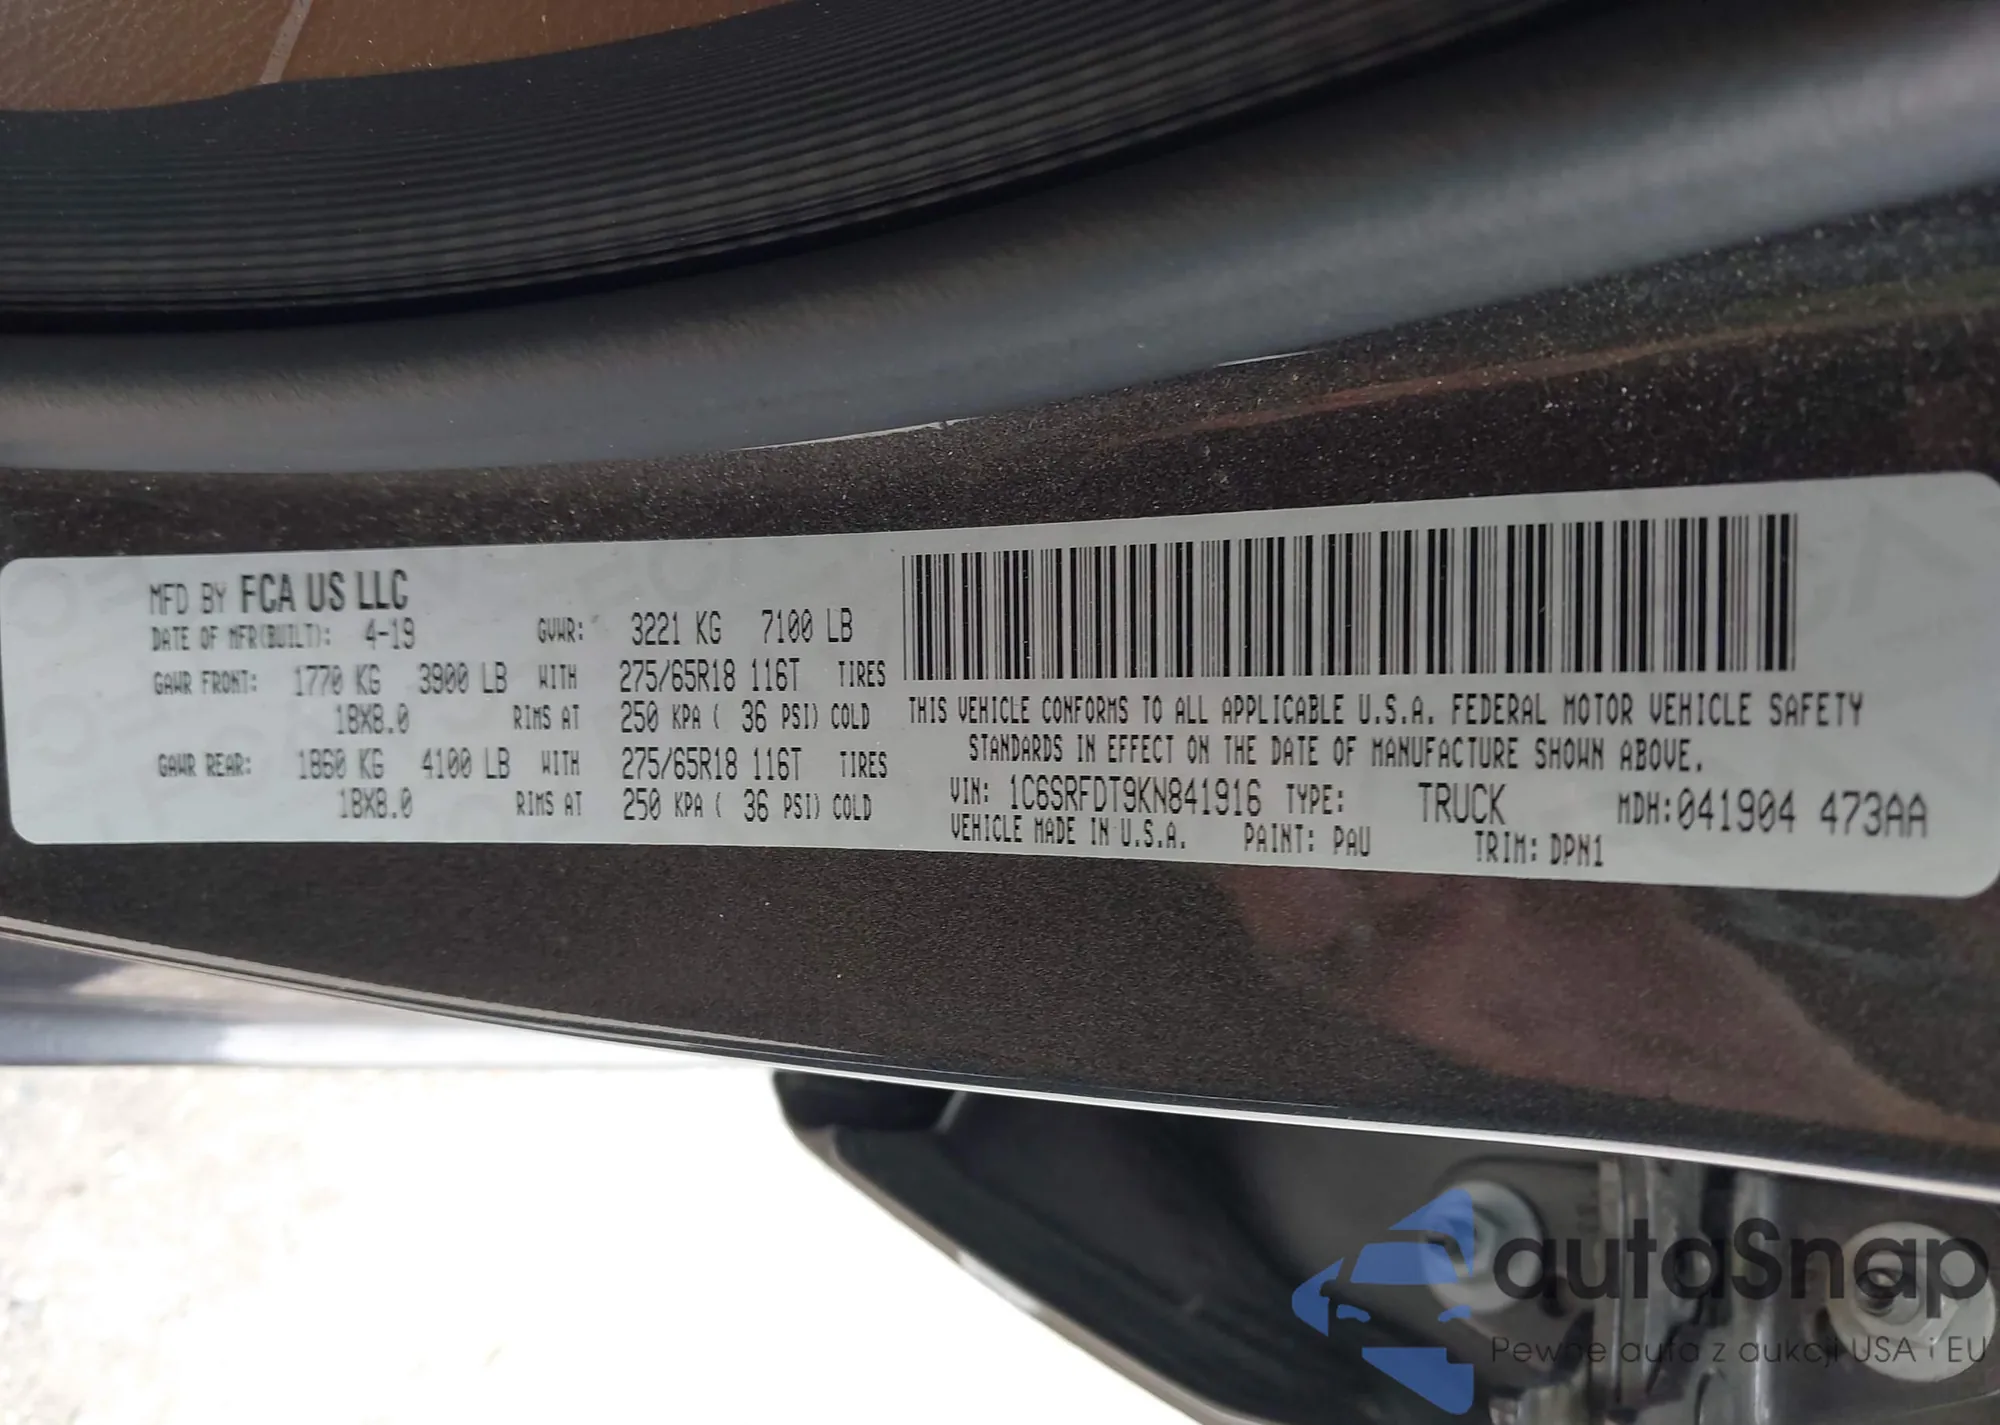 MFD BY FCA US LLC
DATE OF MFR(BUILT): 4-19 GVWR: 3221 KG 7100 LB
GAWR FRONT: 1770 KG 3900 LB WITH 275/65R18 116T TIRES
18X8.0 RIMS AT 250 KPA ( 36 PSI) COLD
GAWR REAR: 1860 KG 4100 LB WITH 275/65R18 116T TIRES
18X8.0 RIMS AT 250 KPA ( 36 PSI) COLD
THIS VEHICLE CONFORMS TO ALL APPLICABLE U.S.A. FEDERAL MOTOR VEHICLE SAFETY
STANDARDS IN EFFECT ON THE DATE OF MANUFACTURE SHOWN ABOVE.
VIN: 1C6SRFDT9KN841916 TYPE: TRUCK MDH:041904 473AA
VEHICLE MADE IN U.S.A. PAINT: PAU TRIM: DPN1
autaSnap
Pewne auta z aukcji USA i EU